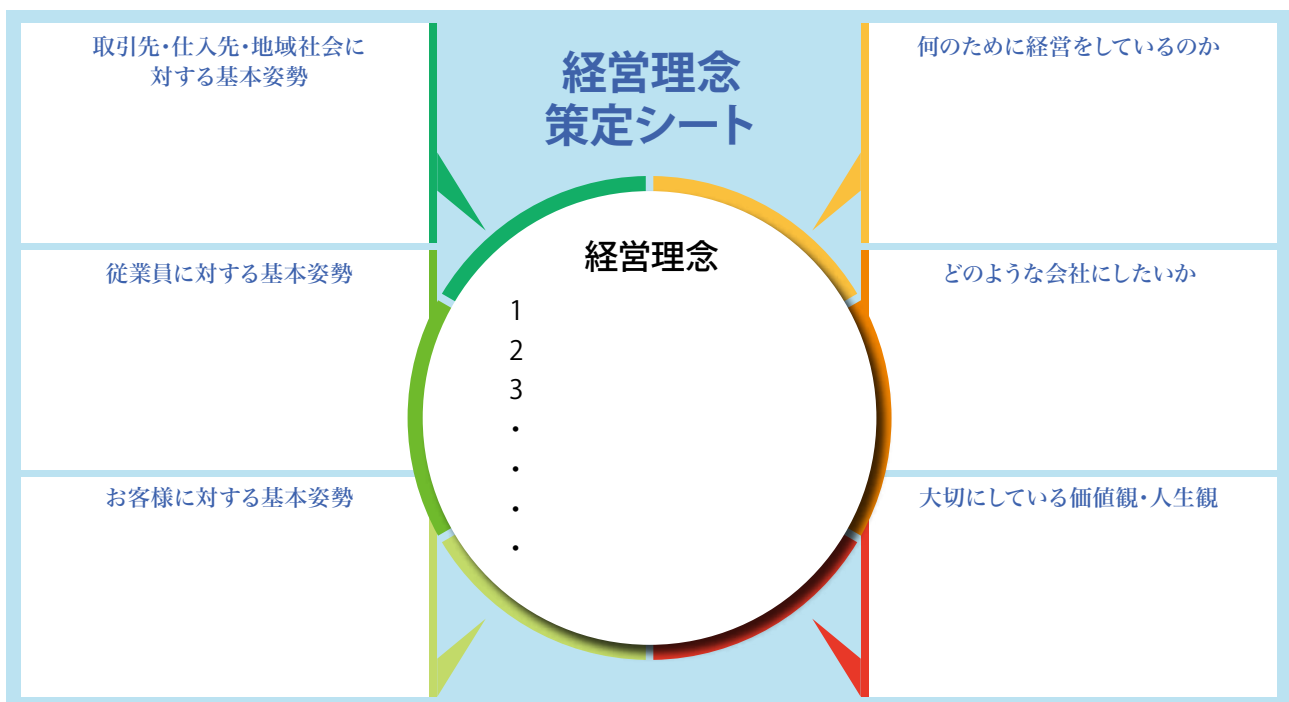 経営理念
策定シート
取引先・仕入先・地域社会に
対する基本姿勢
従業員に対する基本姿勢
お客様に対する基本姿勢
何のために経営をしているのか
どのような会社にしたいか
大切にしている価値観・人生観
経営理念
1
2
3
・
・
・
・